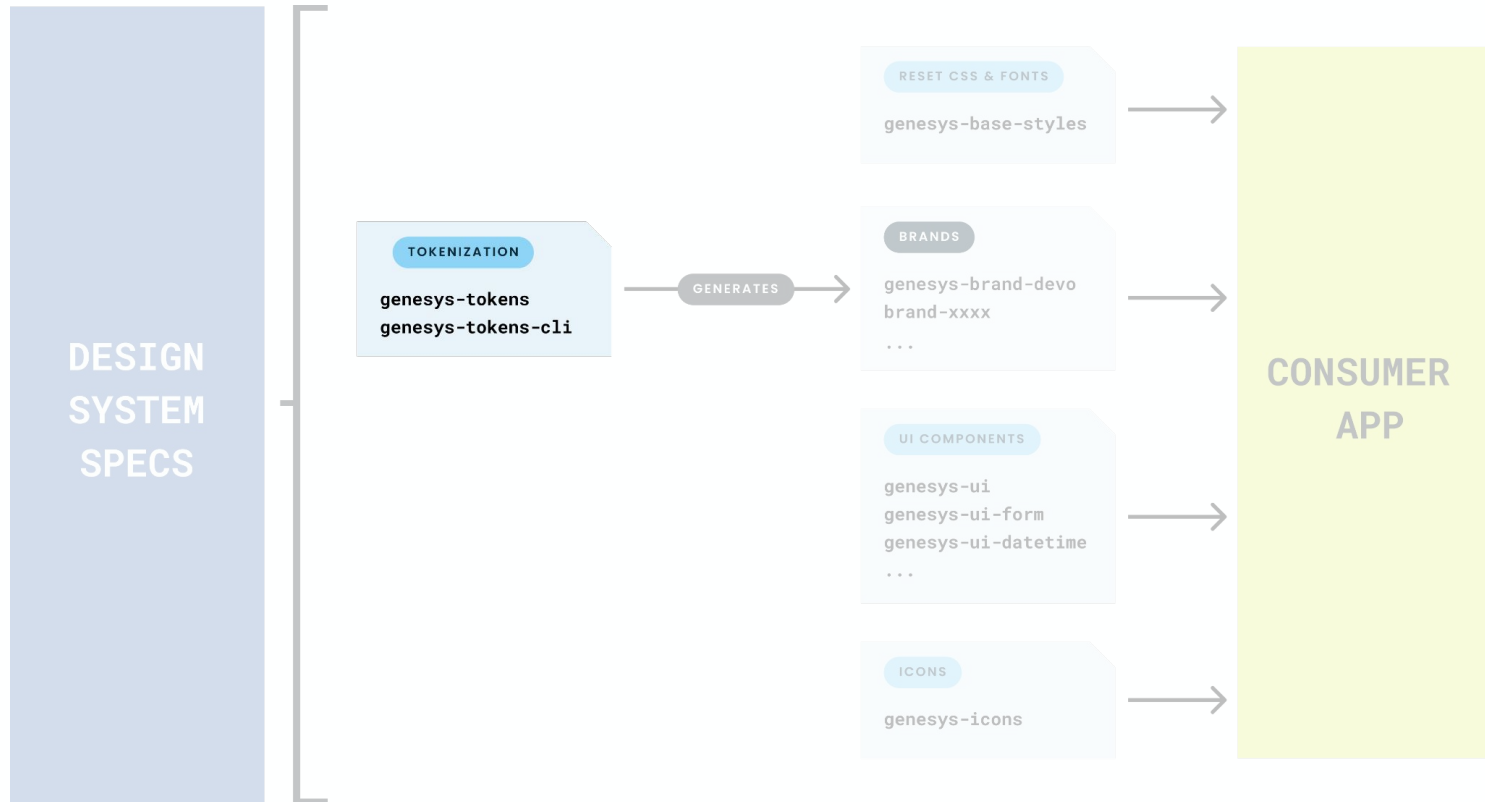 DESIGN
SYSTEM
SPECS
TOKENIZATION
genesys-tokens
genesys-tokens-cli
GENERATES
RESET CSS & FONTS
genesys-base-styles
BRANDS
genesys-brand-devo
brand-xxxx
...
UI COMPONENTS
genesys-ui
genesys-ui-form
genesys-ui-datetime
...
ICONS
genesys-icons
CONSUMER
APP